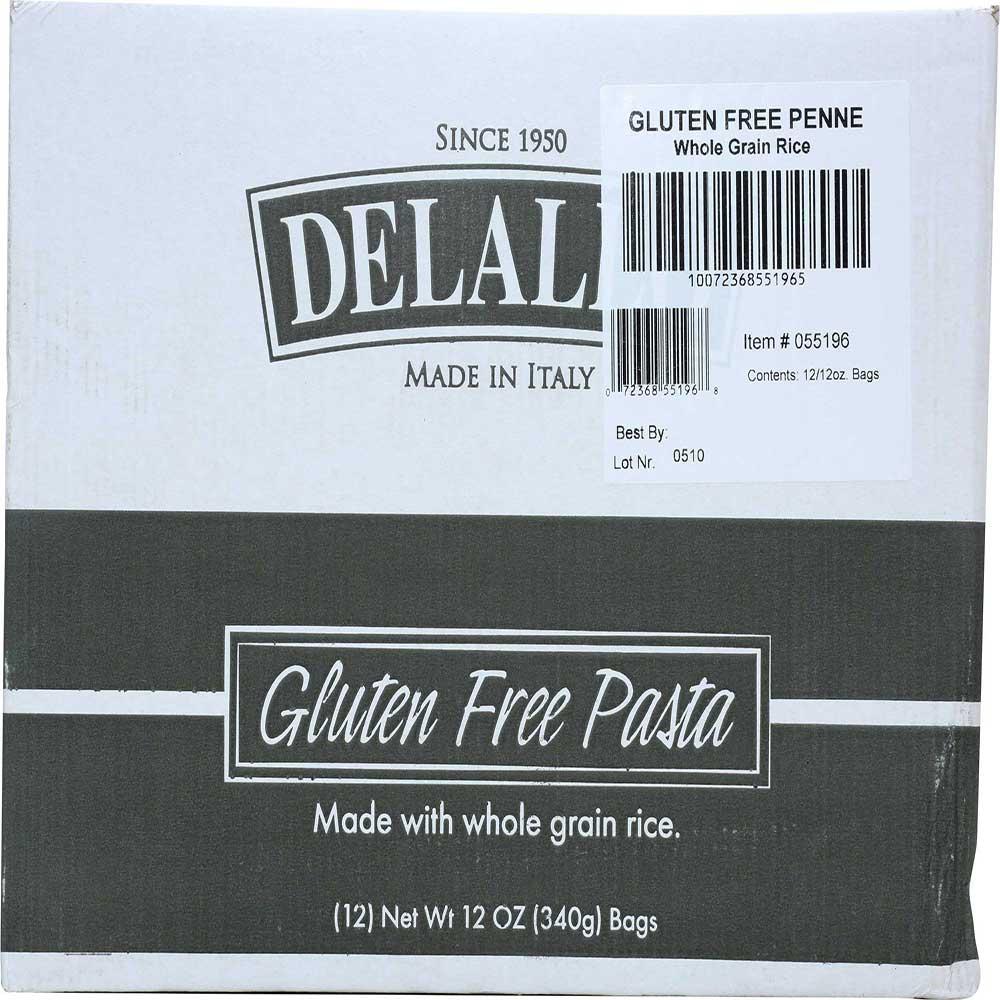 SINCE 1950
DELAL
MADE IN ITALY
GLUTEN FREE PENNE
Whole Grain Rice
10072368551965
Item # 055196
Contents: 12/12oz. Bags
0 72368 55196 8
Best By:
Lot Nr. 0510
Gluten Free Pasta
Made with whole grain rice.
(12) Net Wt 12 OZ (340g) Bags